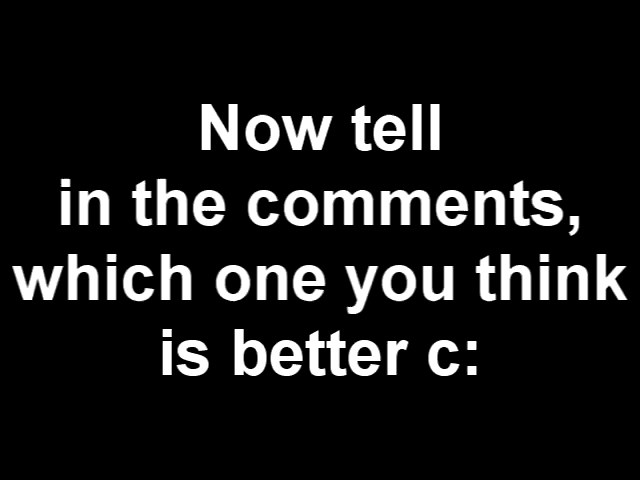 Now tell
in the comments,
which one you think
is better c: